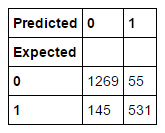 Predicted 0 1
Expected
0 1269 55
1 145 531